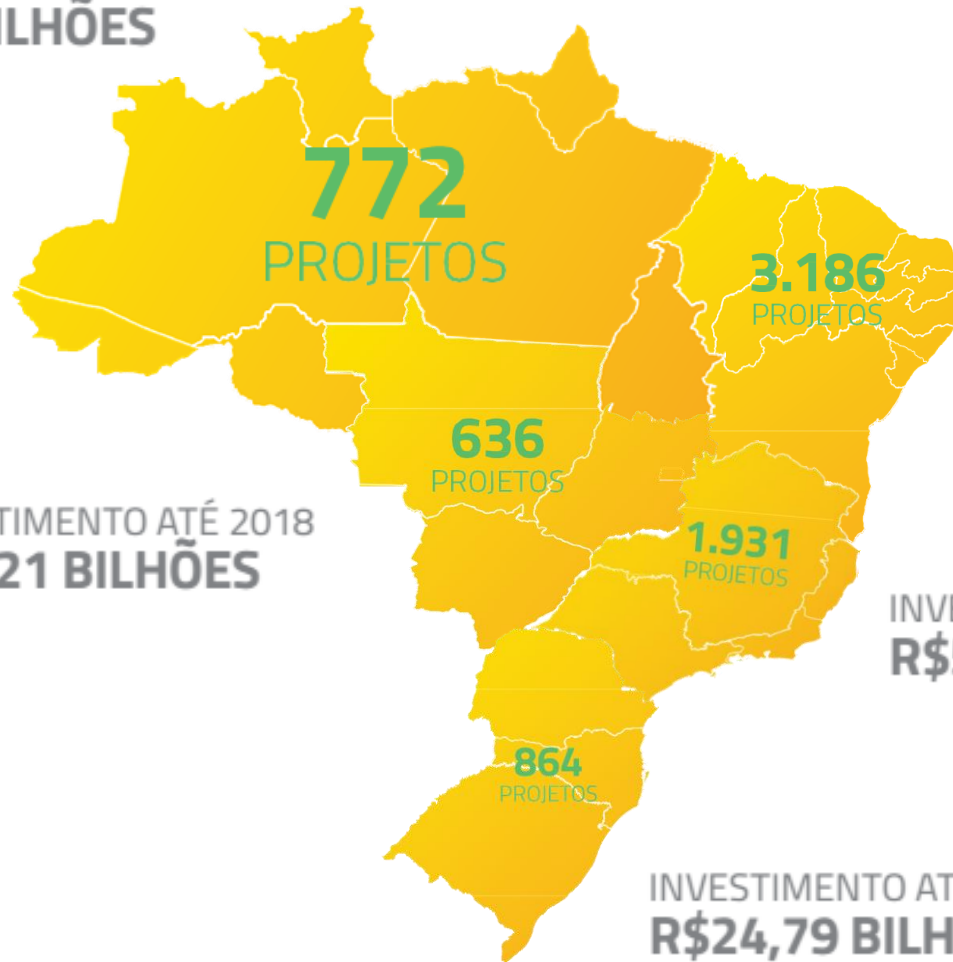 ILHÕES
772
PROJETOS
3.186
PROJETOS
636
PROJETOS
TIMENTO ATÉ 2018
21 BILHÕES
1.931
PROJETOS
INVE
R$
864
PROJETOS
INVESTIMENTO AT
R$24,79 BILH